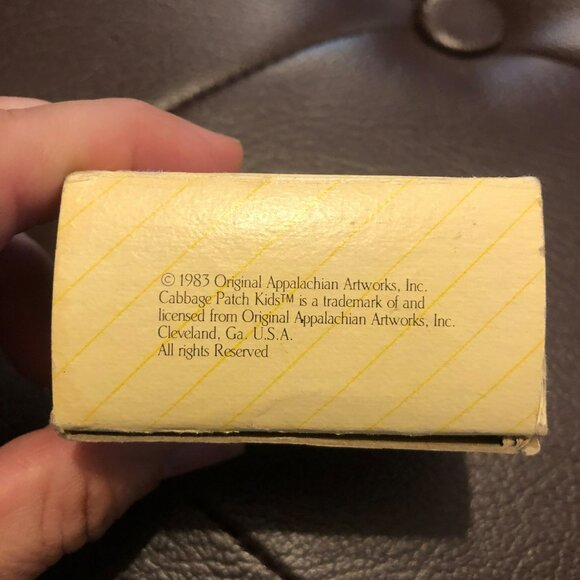 © 1983 Original Appalachian Artworks, Inc.
Cabbage Patch Kids™ is a trademark of and
licensed from Original Appalachian Artworks, Inc.
Cleveland, Ga. U.S.A.
All rights Reserved